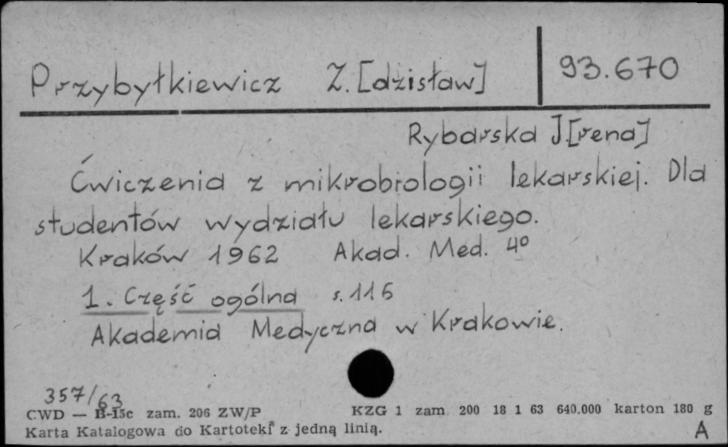 Przybyłkiewicz Z.[dzisław] 93.670
Rybarska J.[rena]
Ćwiczenia z mikrobiologii lekarskiej. Dla
studentów wydziału lekarskiego.
Kraków 1962 Akad. Med. 4⁰
1. Część ogólna s. 116
Akademia Medyczna w Krakowie.
357/63
CWD — B-15c zam. 206 ZW/P KZG 1 zam. 200 18 1 63 640.000 karton 180 g
Karta Katalogowa do Kartoteki z jedną linią. A